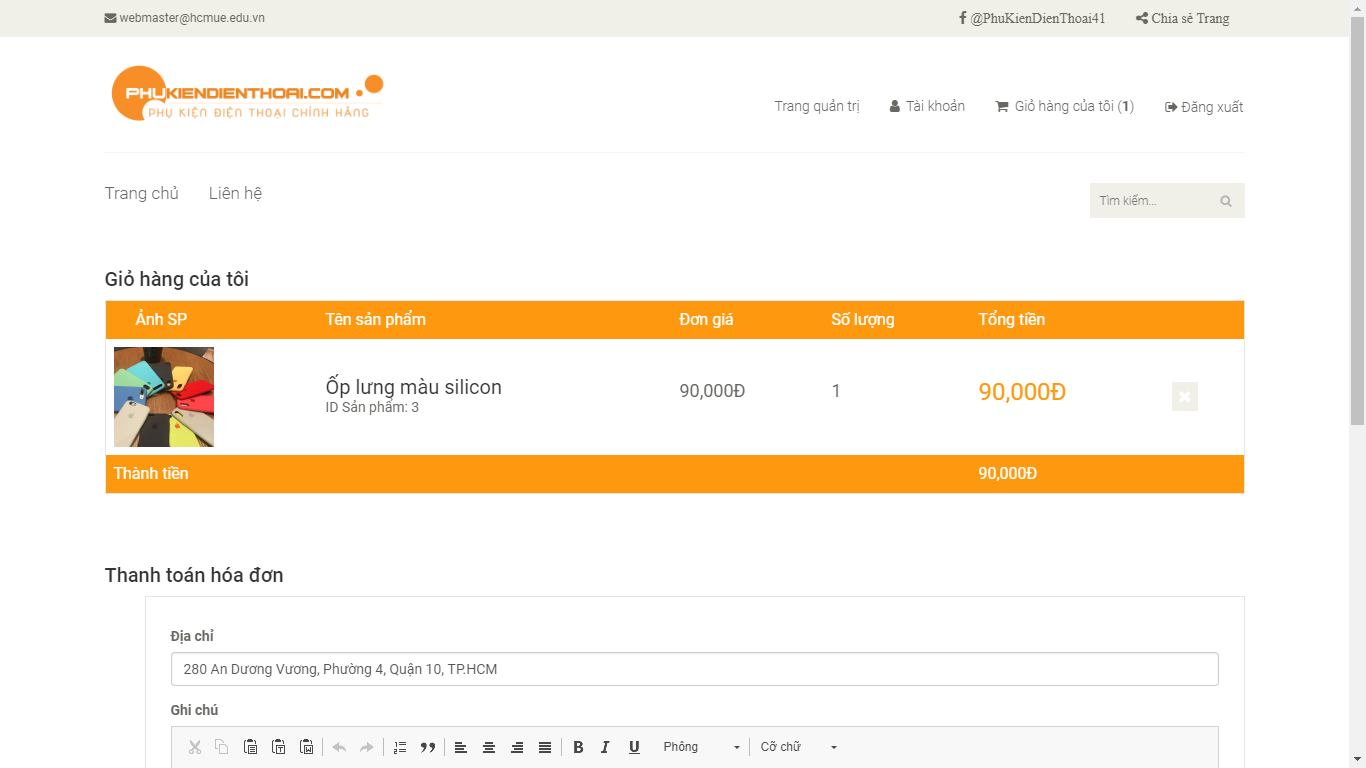 webmaster@hcmue.edu.vn
@PhuKienDienThoai41
Chia sẽ Trang
PHUKIENDIENTHOAI.COM
PHỤ KIỆN ĐIỆN THOẠI CHÍNH HÃNG
Trang quản trị
Tài khoản
Giỏ hàng của tôi (1)
Đăng xuất
Trang chủ
Liên hệ
Tìm kiếm...
Giỏ hàng của tôi
Ảnh SP Tên sản phẩm Đơn giá Số lượng Tổng tiền
Ốp lưng màu silicon
ID Sản phẩm: 3
90,000Đ 1 90,000Đ
Thành tiền 90,000Đ
Thanh toán hóa đơn
Địa chỉ
280 An Dương Vương, Phường 4, Quận 10, TP.HCM
Ghi chú
B I U Phông Cỡ chữ